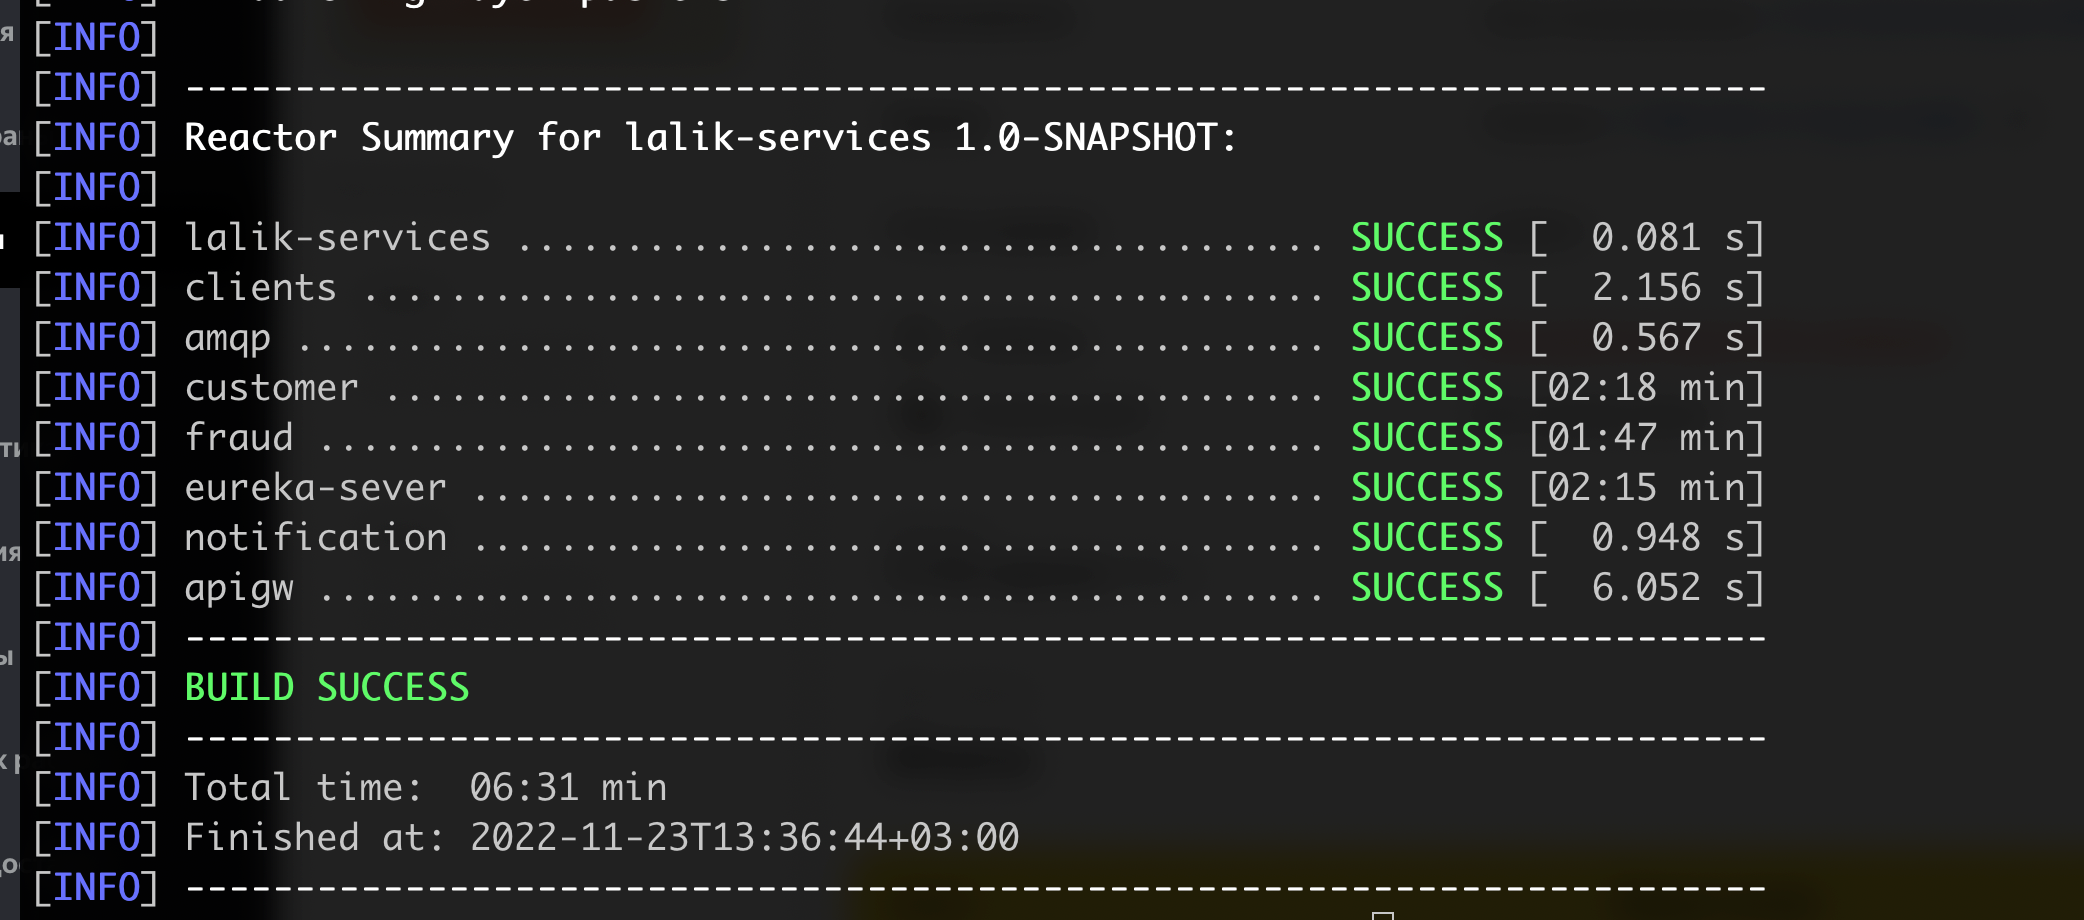 [INFO]
[INFO] ------------------------------------------------------------------------
[INFO] Reactor Summary for lalik-services 1.0-SNAPSHOT:
[INFO]
[INFO] lalik-services ..................................... SUCCESS [  0.081 s]
[INFO] clients ............................................ SUCCESS [  2.156 s]
[INFO] amqp ............................................... SUCCESS [  0.567 s]
[INFO] customer ........................................... SUCCESS [02:18 min]
[INFO] fraud .............................................. SUCCESS [01:47 min]
[INFO] eureka-sever ....................................... SUCCESS [02:15 min]
[INFO] notification ....................................... SUCCESS [  0.948 s]
[INFO] apigw .............................................. SUCCESS [  6.052 s]
[INFO] ------------------------------------------------------------------------
[INFO] BUILD SUCCESS
[INFO] ------------------------------------------------------------------------
[INFO] Total time:  06:31 min
[INFO] Finished at: 2022-11-23T13:36:44+03:00
[INFO] ------------------------------------------------------------------------